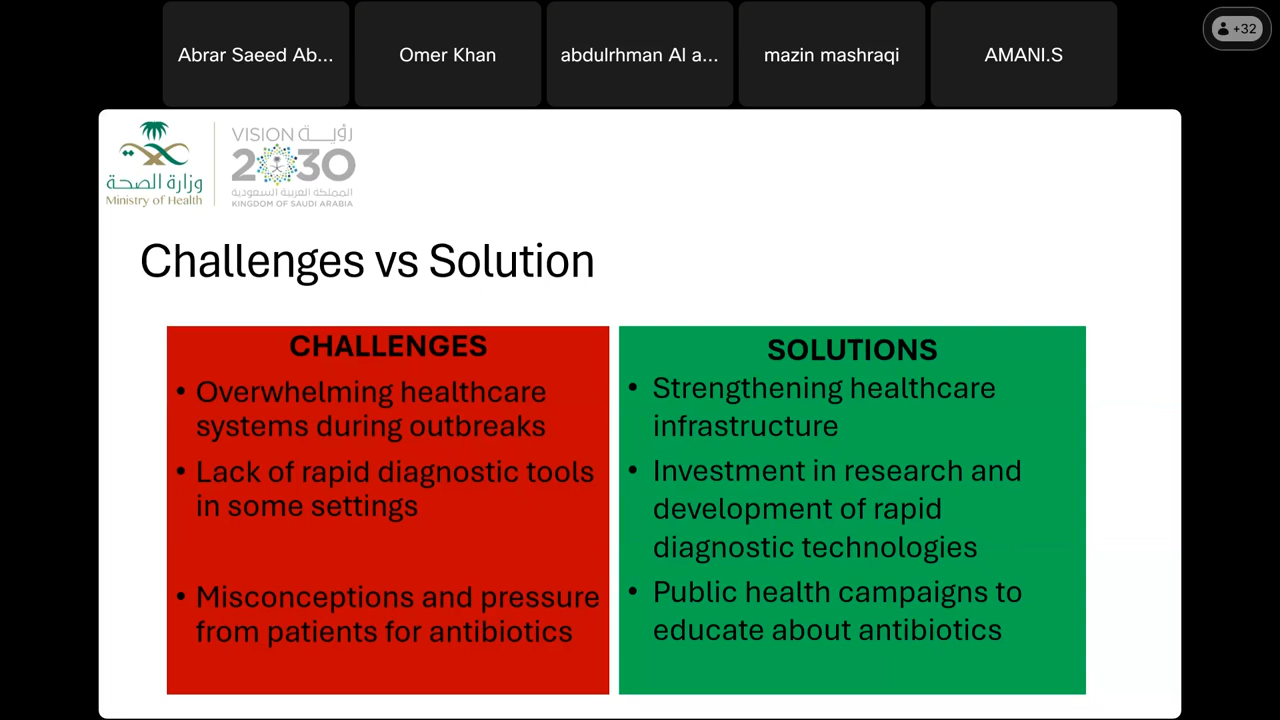 Abrar Saeed Ab...
Omer Khan
abdulrhman Al a...
mazin mashraqi
AMANI.S
+32
وزارة الصحة
Ministry of Health
VISION رؤيــــة
2030
المملكة العربية السعودية
KINGDOM OF SAUDI ARABIA
Challenges vs Solution
CHALLENGES
• Overwhelming healthcare
systems during outbreaks
• Lack of rapid diagnostic tools
in some settings
• Misconceptions and pressure
from patients for antibiotics
SOLUTIONS
• Strengthening healthcare
infrastructure
• Investment in research and
development of rapid
diagnostic technologies
• Public health campaigns to
educate about antibiotics